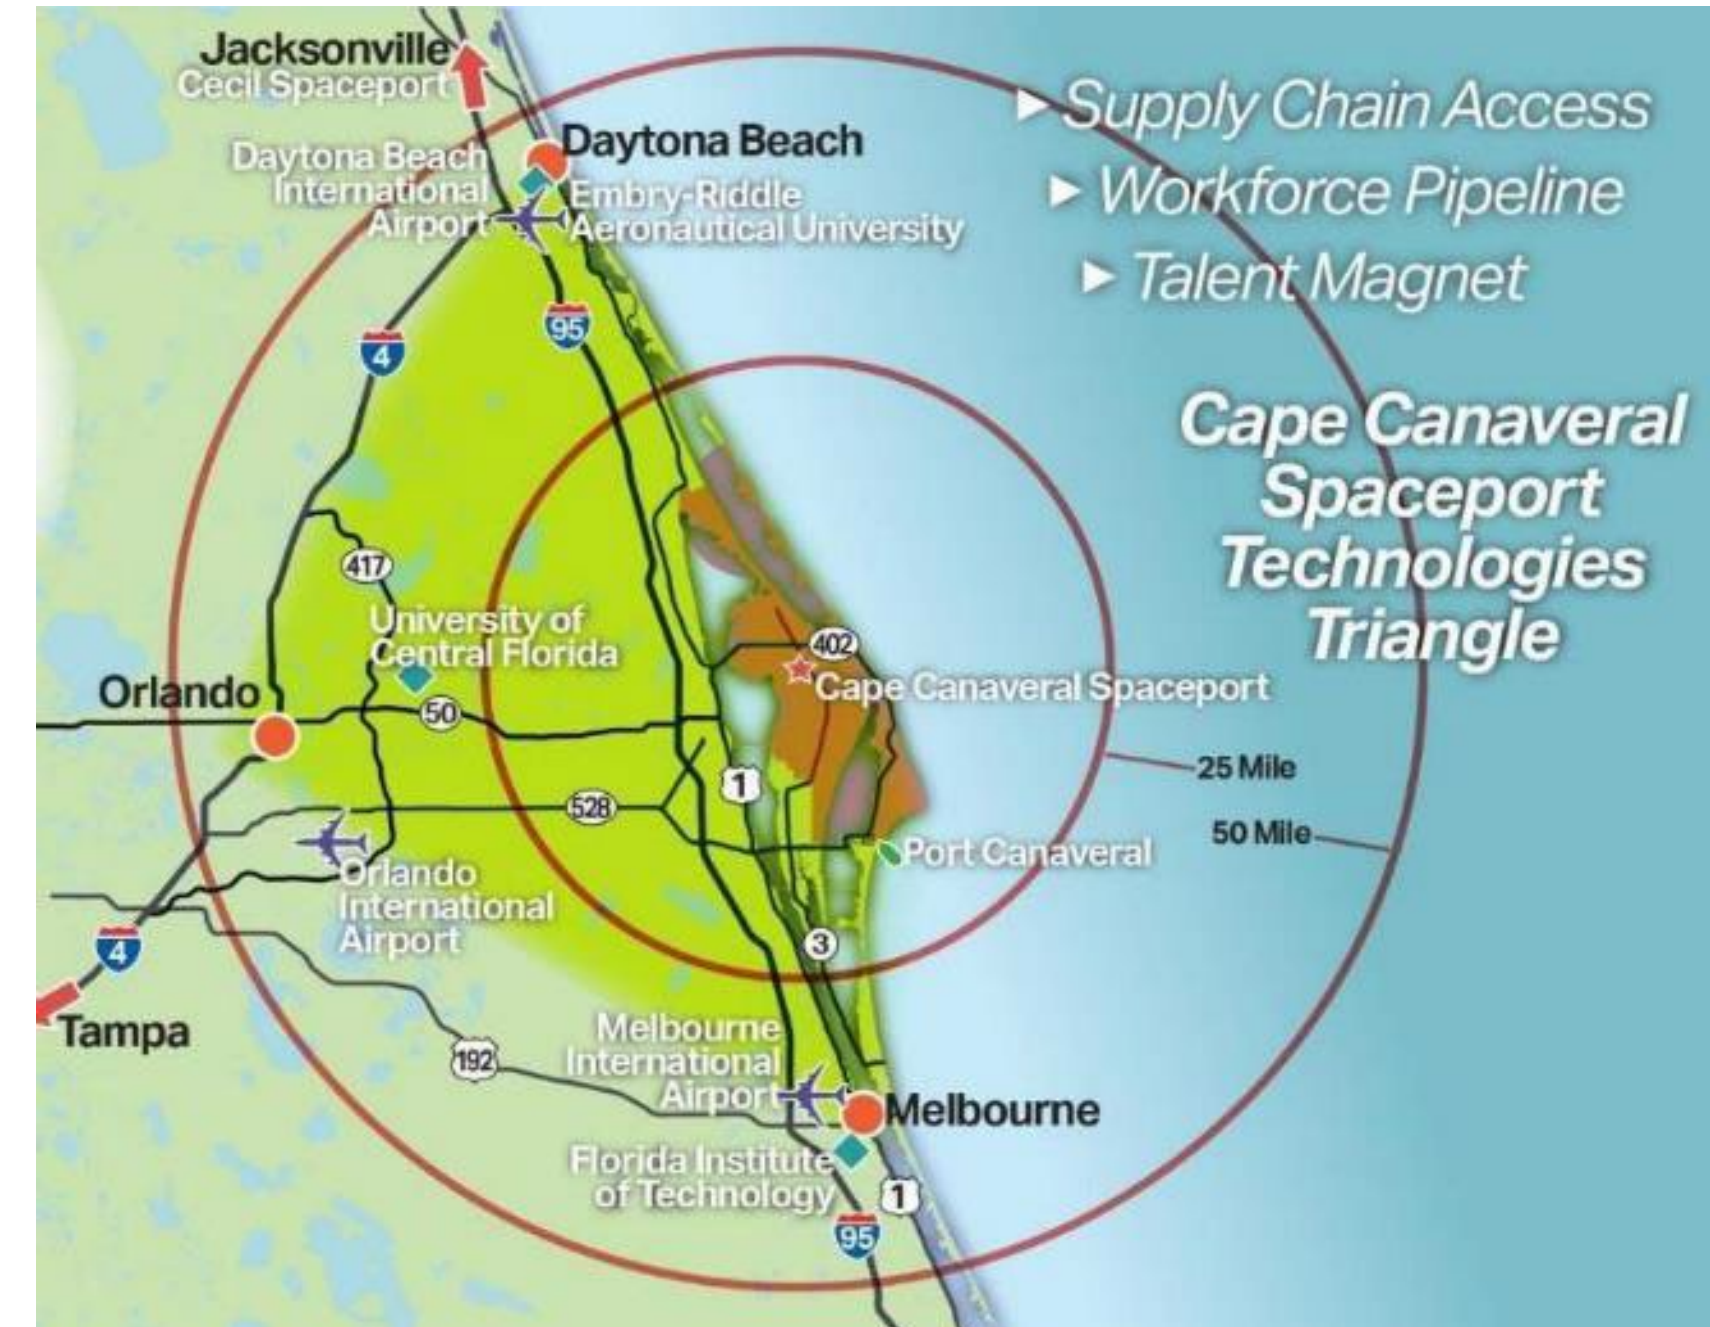 Jacksonville
Cecil Spaceport
Daytona Beach
International
Airport
Daytona Beach
Embry-Riddle
Aeronautical University
Supply Chain Access
Workforce Pipeline
Talent Magnet
95
4
Cape Canaveral
Spaceport
Technologies
Triangle
417
University of
Central Florida
402
Cape Canaveral Spaceport
Orlando
50
25 Mile
1
528
50 Mile
Port Canaveral
Orlando
International
Airport
4
3
Tampa
192
Melbourne
International
Airport
Melbourne
Florida Institute
of Technology
1
95